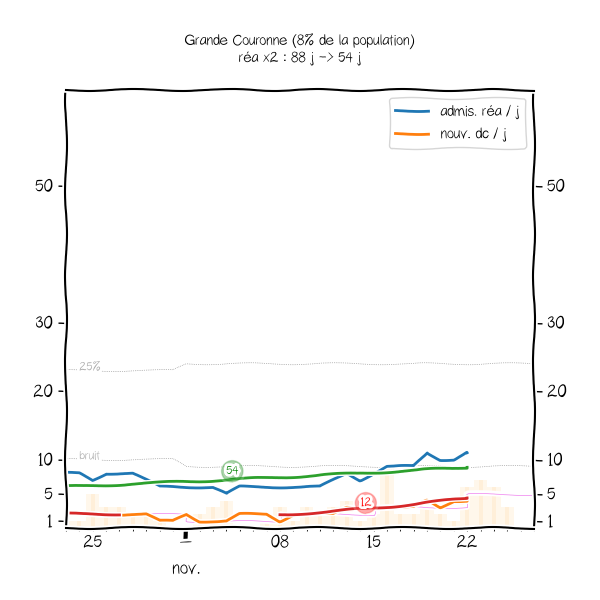 Grande Couronne (8% de la population)
réa x2 : 88 j -> 54 j
admis. réa / j
nouv. dc / j
50 50
30 30
25%
20 20
bruit
10 10
54
5 5
12
1 1
25 1 08 15 22
nov.